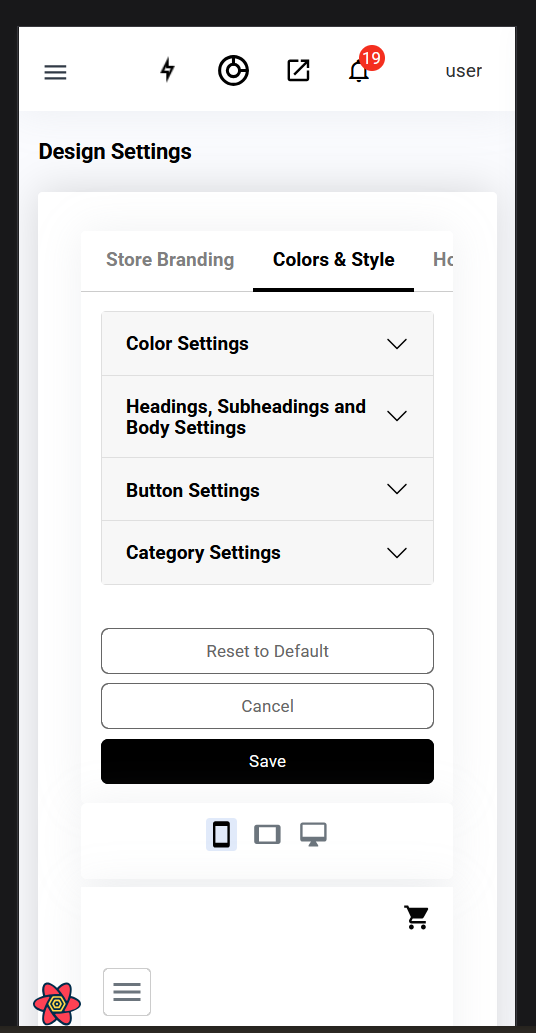 19
user
Design Settings
Store Branding Colors & Style Ho
Color Settings
Headings, Subheadings and
Body Settings
Button Settings
Category Settings
Reset to Default
Cancel
Save